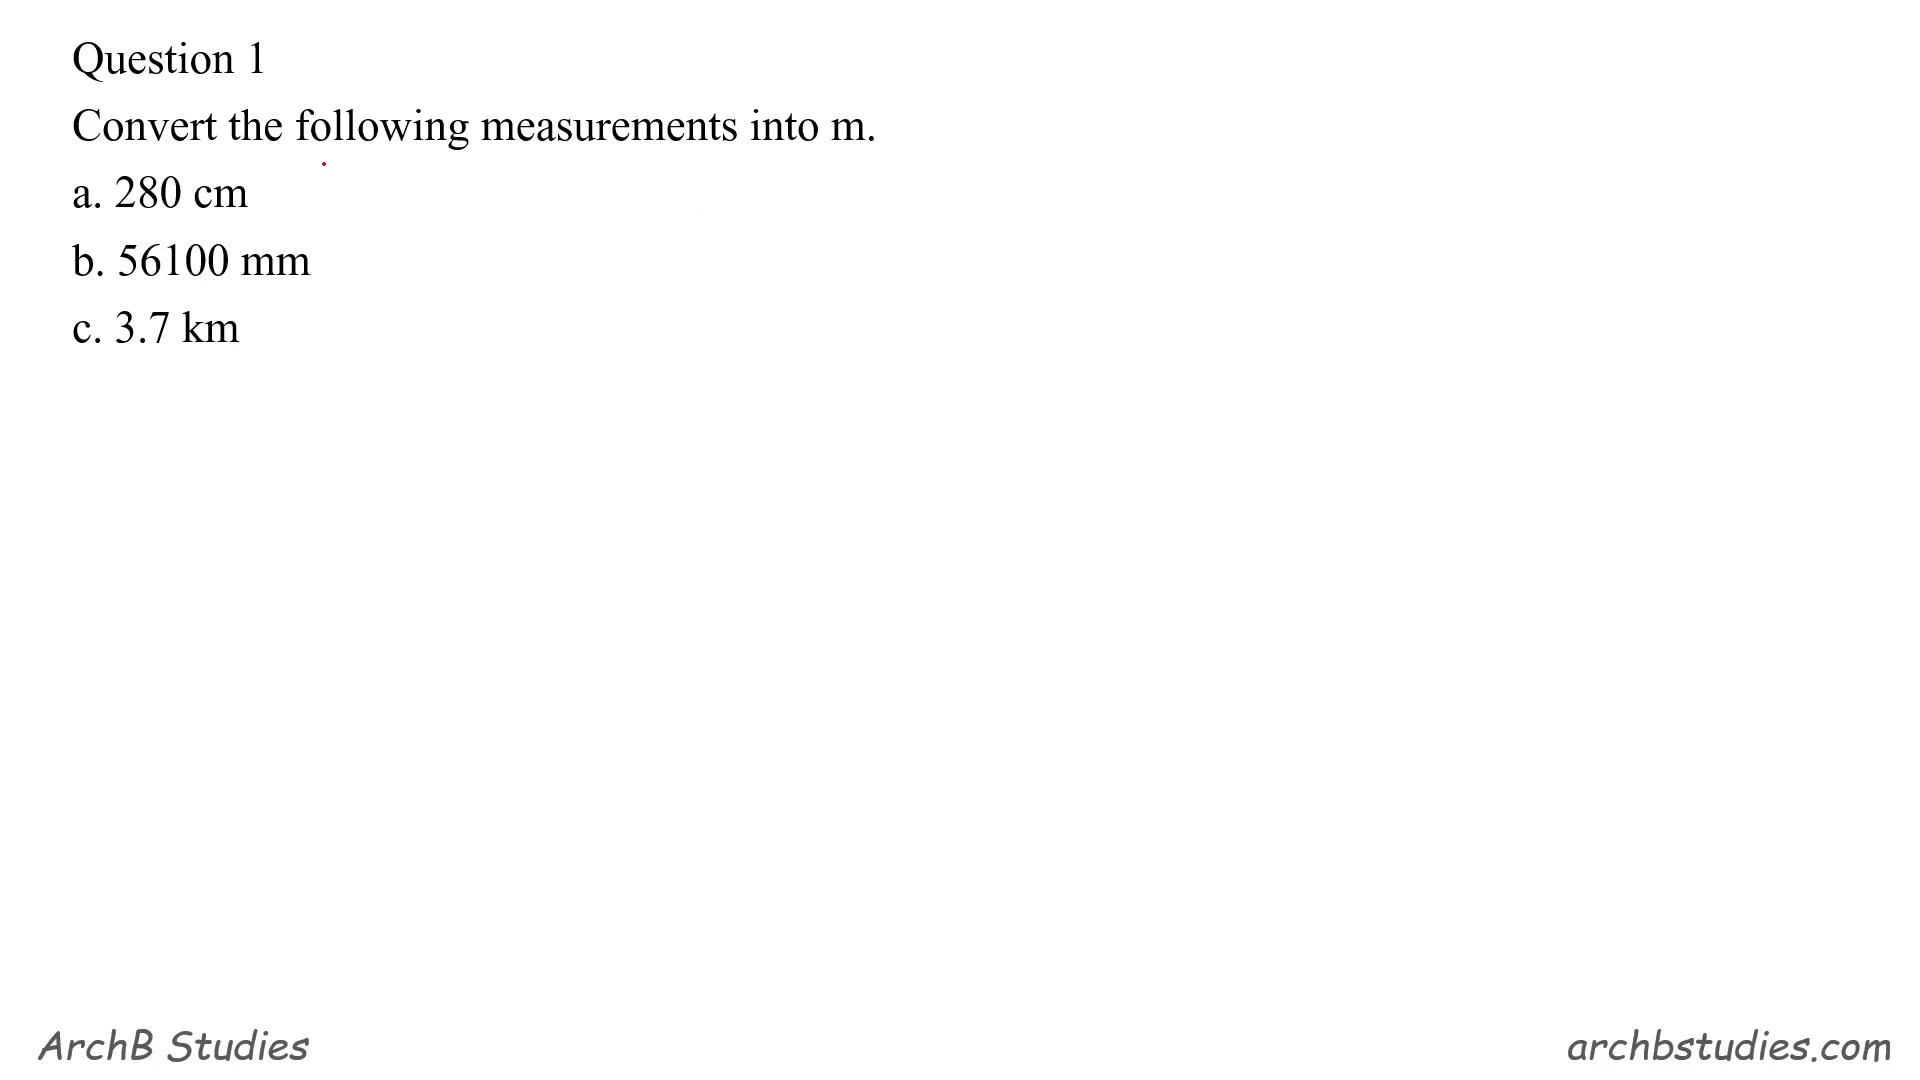 Question 1
Convert the following measurements into m.
a. 280 cm
b. 56100 mm
c. 3.7 km
ArchB Studies
archbstudies.com